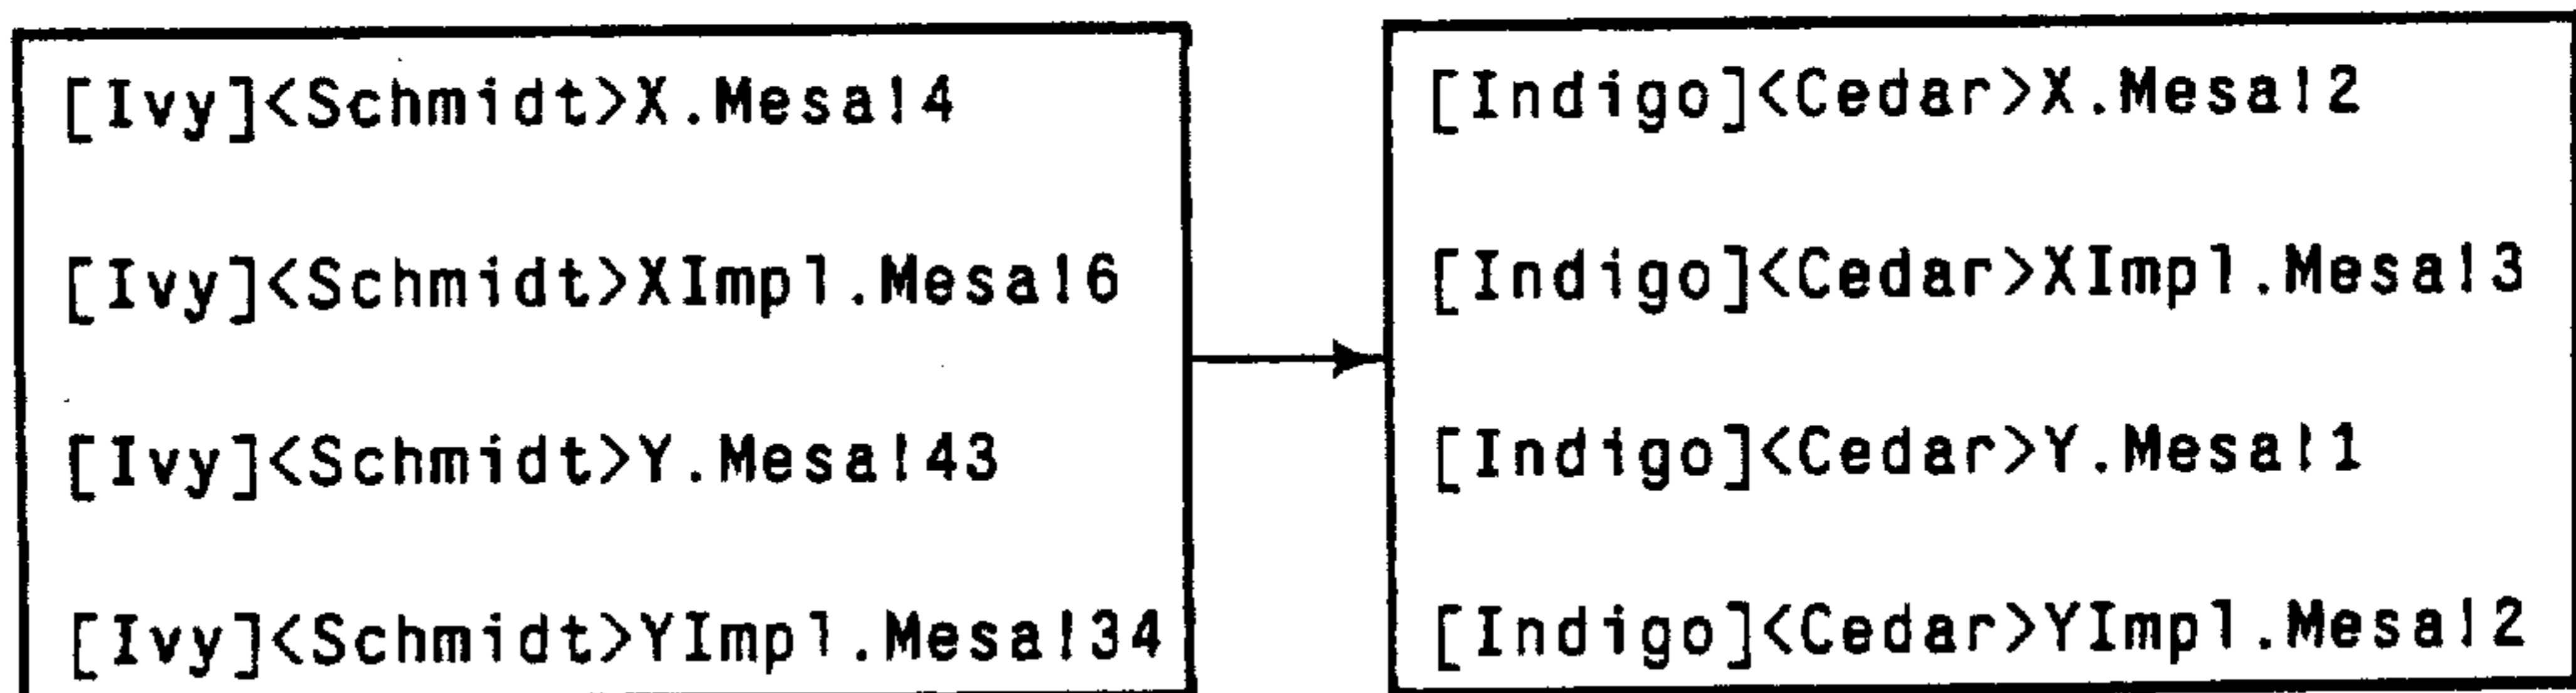 [Ivy]<Schmidt>X.Mesa!4
[Ivy]<Schmidt>XImpl.Mesa!6
[Ivy]<Schmidt>Y.Mesa!43
[Ivy]<Schmidt>YImpl.Mesa!34
[Indigo]<Cedar>X.Mesa!2
[Indigo]<Cedar>XImpl.Mesa!3
[Indigo]<Cedar>Y.Mesa!1
[Indigo]<Cedar>YImpl.Mesa!2